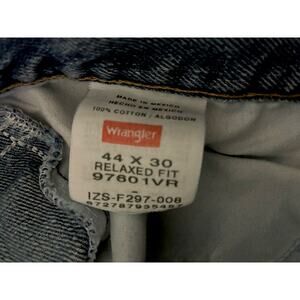 MADE IN MEXICO
HECHO EN MEXICO
100% COTTON / ALGODON
Wrangler
44 X 30
RELAXED FIT
97601VR
-
IZS-F297-008